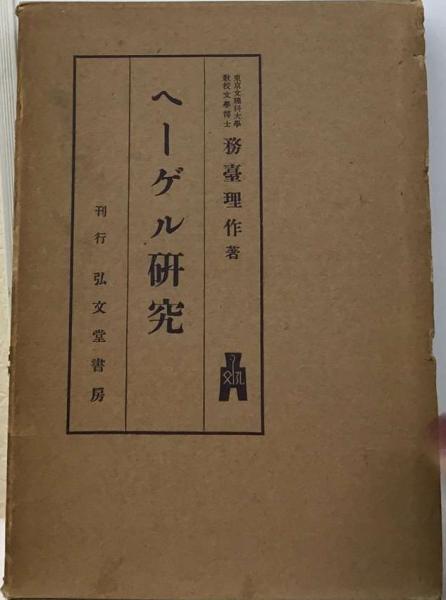 東京文理科大學
敎授文學博士
務臺理作著
ヘーゲル研究
刊行 弘文堂書房